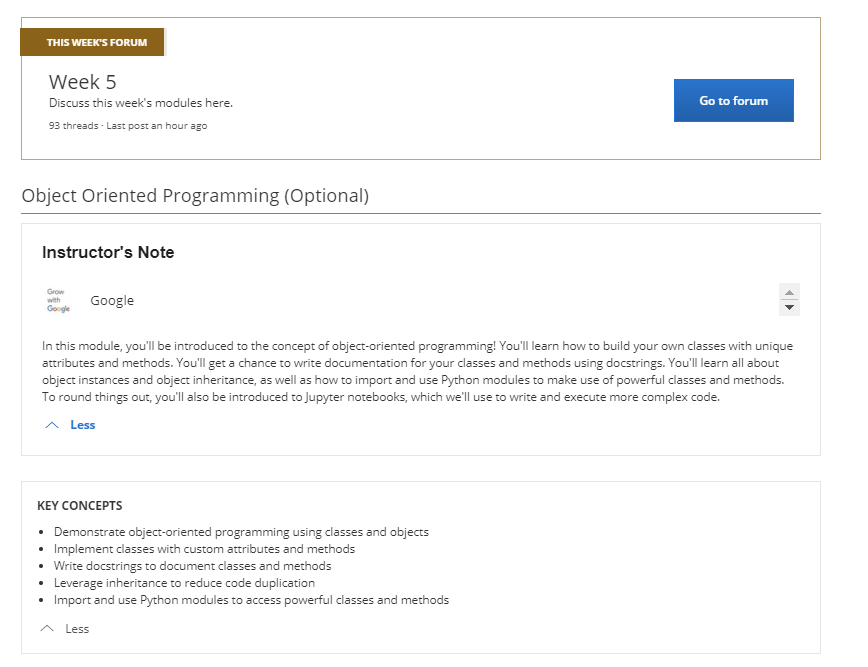 THIS WEEK'S FORUM
Week 5
Discuss this week's modules here.
93 threads · Last post an hour ago
Go to forum
Object Oriented Programming (Optional)
Instructor's Note
Grow
with
Google
Google
In this module, you'll be introduced to the concept of object-oriented programming! You'll learn how to build your own classes with unique
attributes and methods. You'll get a chance to write documentation for your classes and methods using docstrings. You'll learn all about
object instances and object inheritance, as well as how to import and use Python modules to make use of powerful classes and methods.
To round things out, you'll also be introduced to Jupyter notebooks, which we'll use to write and execute more complex code.
Less
KEY CONCEPTS
• Demonstrate object-oriented programming using classes and objects
• Implement classes with custom attributes and methods
• Write docstrings to document classes and methods
• Leverage inheritance to reduce code duplication
• Import and use Python modules to access powerful classes and methods
Less